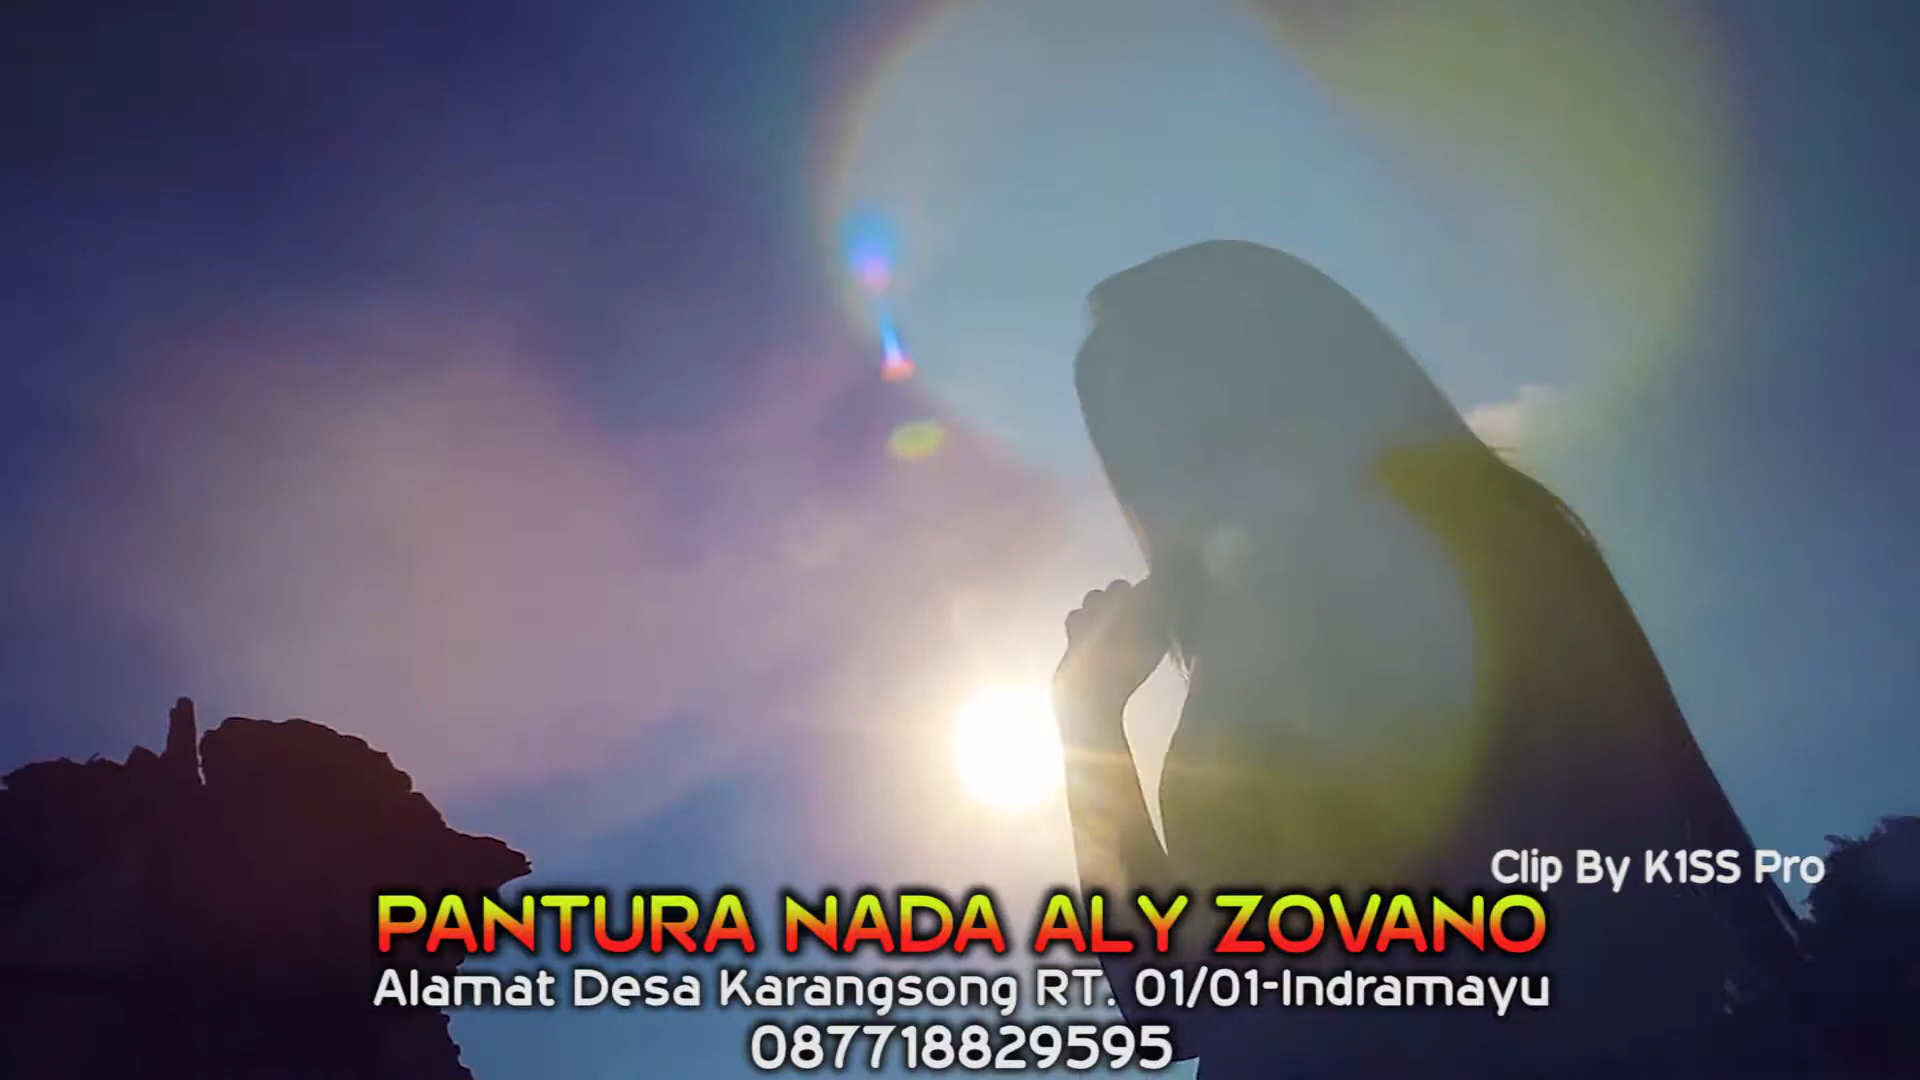 Clip By K1SS Pro
PANTURA NADA ALY ZOVANO
Alamat Desa Karangsong RT. 01/01-Indramayu
087718829595